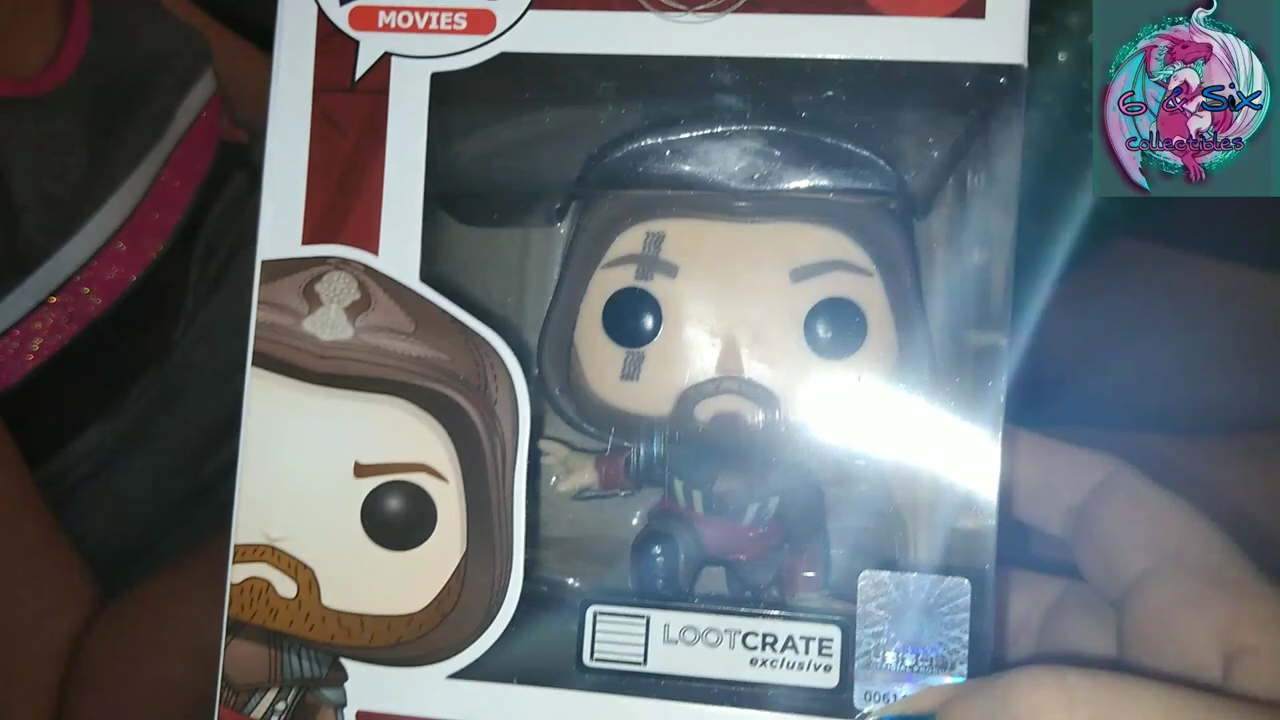 MOVIES
6 & Six
Collectibles
LOOTCRATE
exclusive